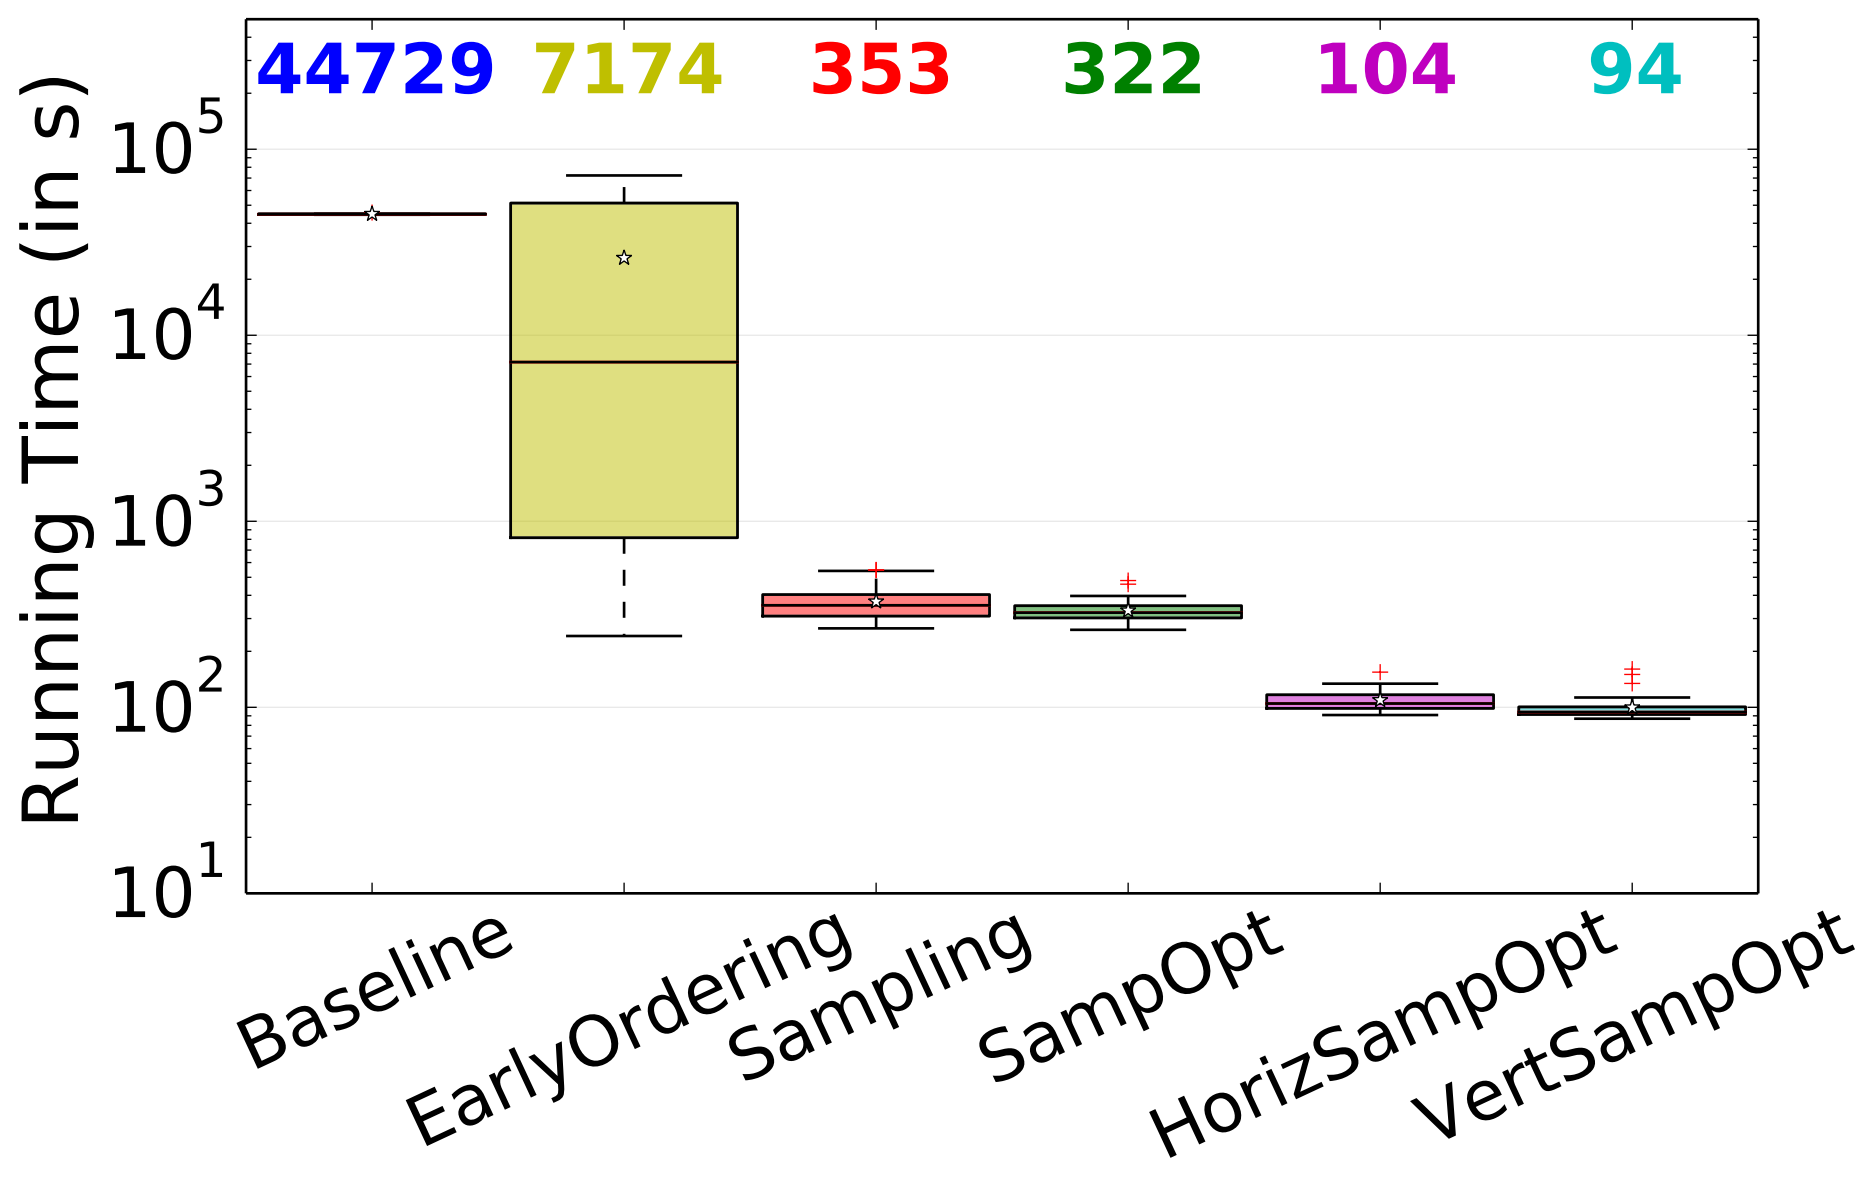 44729 7174 353 322 104 94
Running Time (in s)
10^5
10^4
10^3
10^2
10^1
Baseline EarlyOrdering Sampling SampOpt HorizSampOpt VertSampOpt